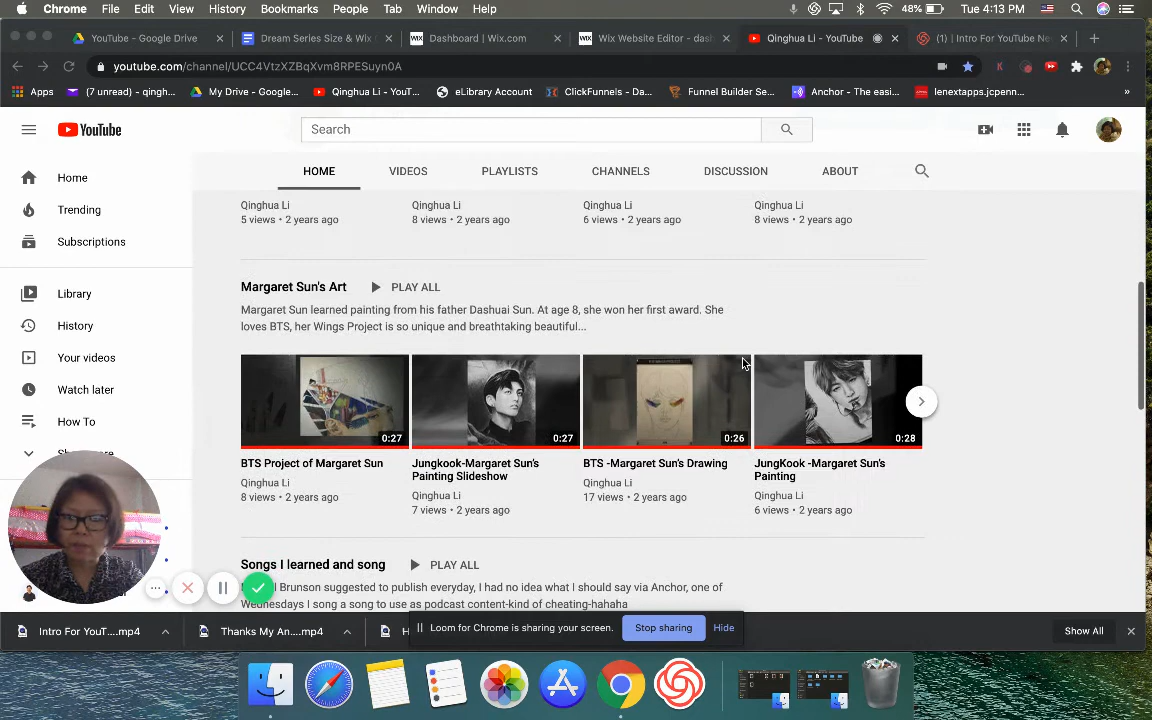 Chrome File Edit View History Bookmarks People Tab Window Help 48% Tue 4:13 PM
YouTube - Google Drive Dream Series Size & Wix Dashboard | Wix.com Wix Website Editor - dash Qinghua Li - YouTube (1) | Intro For YouTube Ne
youtube.com/channel/UCC4VtzXZBqXvm8RPESuyn0A
Apps (7 unread) - qingh... My Drive - Google... Qinghua Li - YouT... eLibrary Account ClickFunnels - Da... Funnel Builder Se... Anchor - The easi... lenextapps.jcpenn... »
YouTube
Search
HOME VIDEOS PLAYLISTS CHANNELS DISCUSSION ABOUT
Home
Trending
Subscriptions
Library
History
Your videos
Watch later
How To
Qinghua Li Qinghua Li Qinghua Li Qinghua Li
5 views • 2 years ago 8 views • 2 years ago 6 views • 2 years ago 8 views • 2 years ago
Margaret Sun's Art PLAY ALL
Margaret Sun learned painting from his father Dashuai Sun. At age 8, she won her first award. She
loves BTS, her Wings Project is so unique and breathtaking beautiful...
0:27 0:27 0:26 0:28
BTS Project of Margaret Sun
Qinghua Li
8 views • 2 years ago
Jungkook-Margaret Sun's
Painting Slideshow
Qinghua Li
7 views • 2 years ago
BTS -Margaret Sun's Drawing
Qinghua Li
17 views • 2 years ago
JungKook -Margaret Sun's
Painting
Qinghua Li
6 views • 2 years ago
Songs I learned and song PLAY ALL
Brunson suggested to publish everyday, I had no idea what I should say via Anchor, one of
Wednesdays I song a song to use as podcast content-kind of cheating-hahaha
Loom for Chrome is sharing your screen. Stop sharing Hide
Intro For YouT....mp4 Thanks My An....mp4 Show All